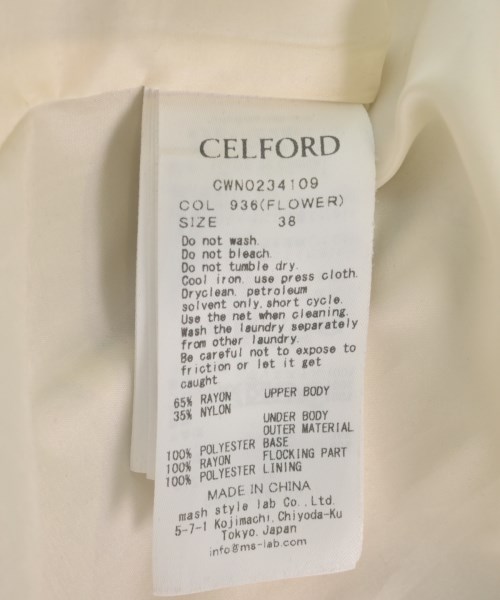 CELFORD
CWNO234109
COL 936(FLOWER)
SIZE 38
Do not wash.
Do not bleach.
Do not tumble dry.
Cool iron. use press cloth.
Dryclean. petroleum
solvent only. short cycle.
Use the net when cleaning.
Wash the laundry separately
from other laundry.
Be careful not to expose to
friction or let it get
caught.
65% RAYON UPPER BODY
35% NYLON
UNDER BODY
OUTER MATERIAL
100% POLYESTER BASE
100% RAYON FLOCKING PART
100% POLYESTER LINING
MADE IN CHINA
mash style lab Co., Ltd.
5-7-1 Kojimachi, Chiyoda-Ku
Tokyo. Japan
info@ms-lab.com